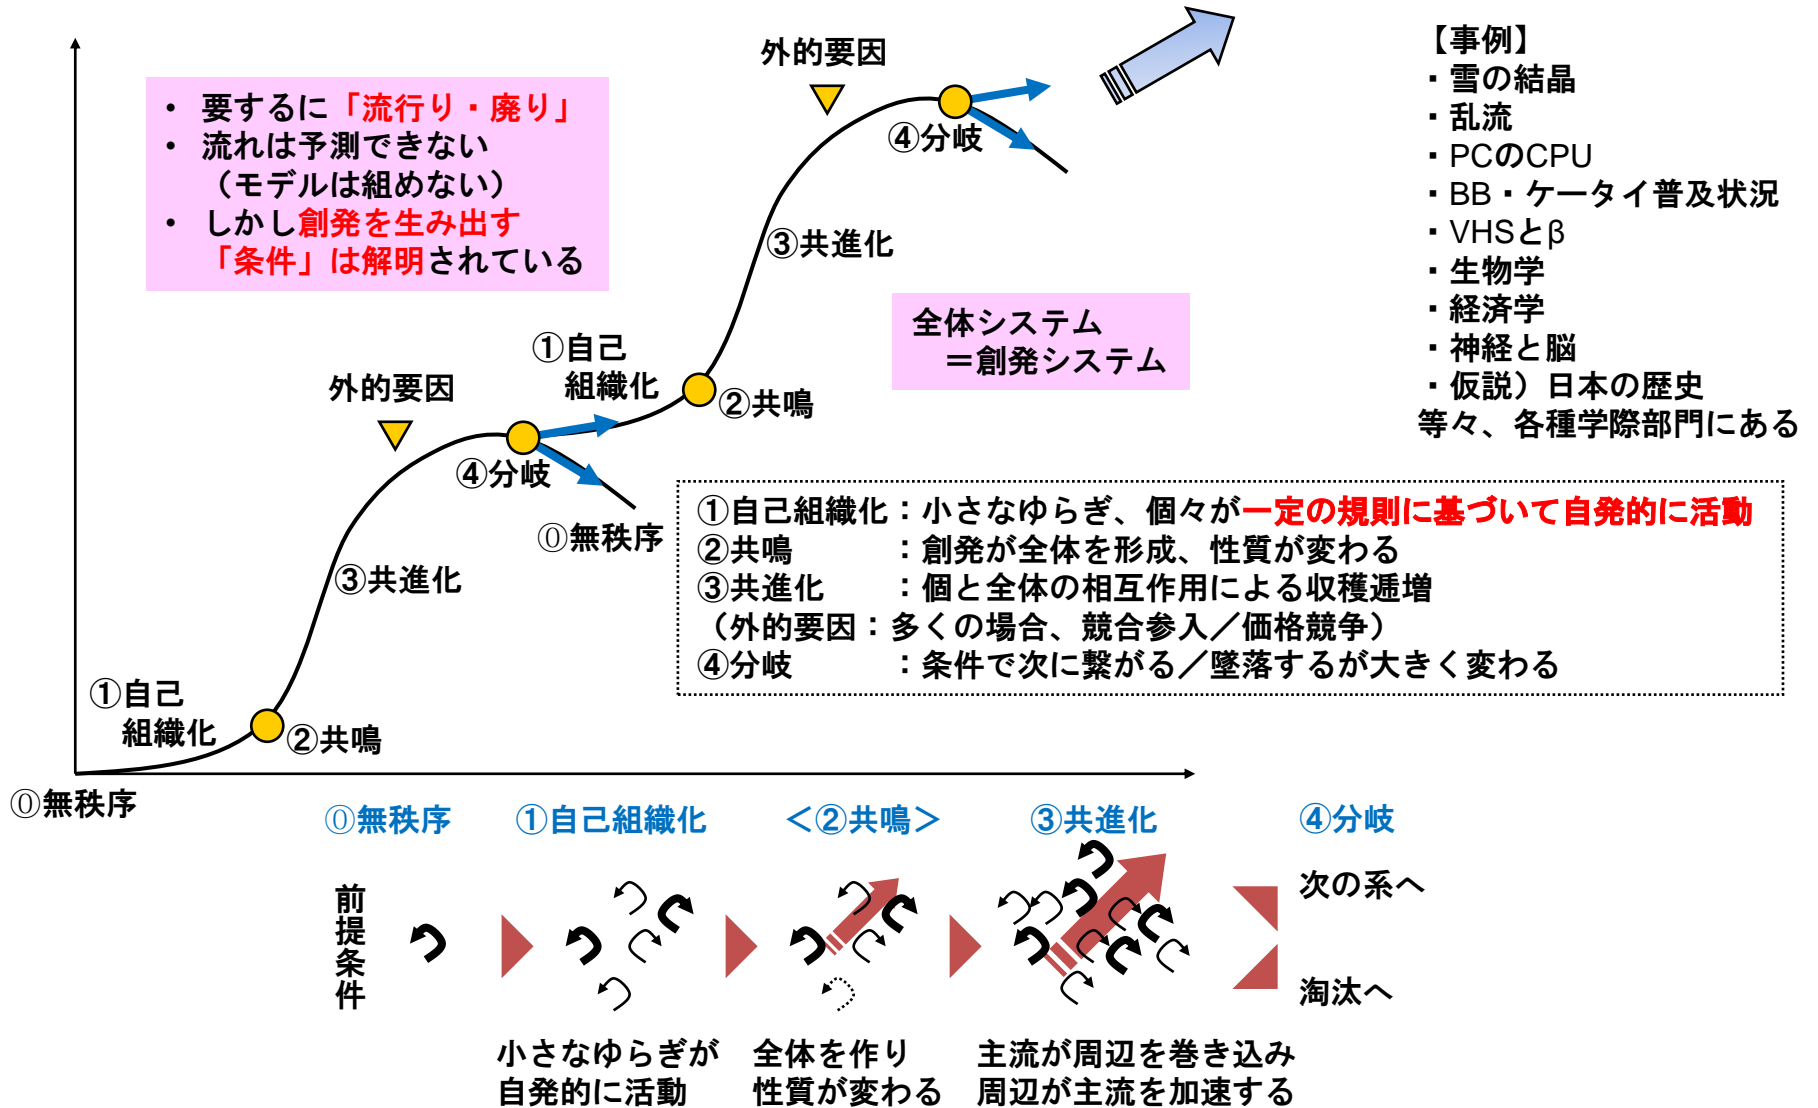 外的要因
・ 要するに「流行り・廃り」
・ 流れは予測できない
（モデルは組めない）
・ しかし創発を生み出す
「条件」は解明されている
④分岐
③共進化
【事例】
・雪の結晶
・乱流
・PCのCPU
・BB・ケータイ普及状況
・VHSとβ
・生物学
・経済学
・神経と脳
・仮説）日本の歴史
等々、各種学際部門にある
全体システム
＝創発システム
①自己
組織化
②共鳴
外的要因
④分岐
⓪無秩序
③共進化
①自己組織化：小さなゆらぎ、個々が一定の規則に基づいて自発的に活動
②共鳴　　　：創発が全体を形成、性質が変わる
③共進化　　：個と全体の相互作用による収穫逓増
（外的要因：多くの場合、競合参入／価格競争）
④分岐　　　：条件で次に繋がる／墜落するが大きく変わる
①自己
組織化
②共鳴
⓪無秩序
⓪無秩序
①自己組織化
＜②共鳴＞
③共進化
④分岐
前提条件
次の系へ
淘汰へ
小さなゆらぎが
自発的に活動
全体を作り
性質が変わる
主流が周辺を巻き込み
周辺が主流を加速する